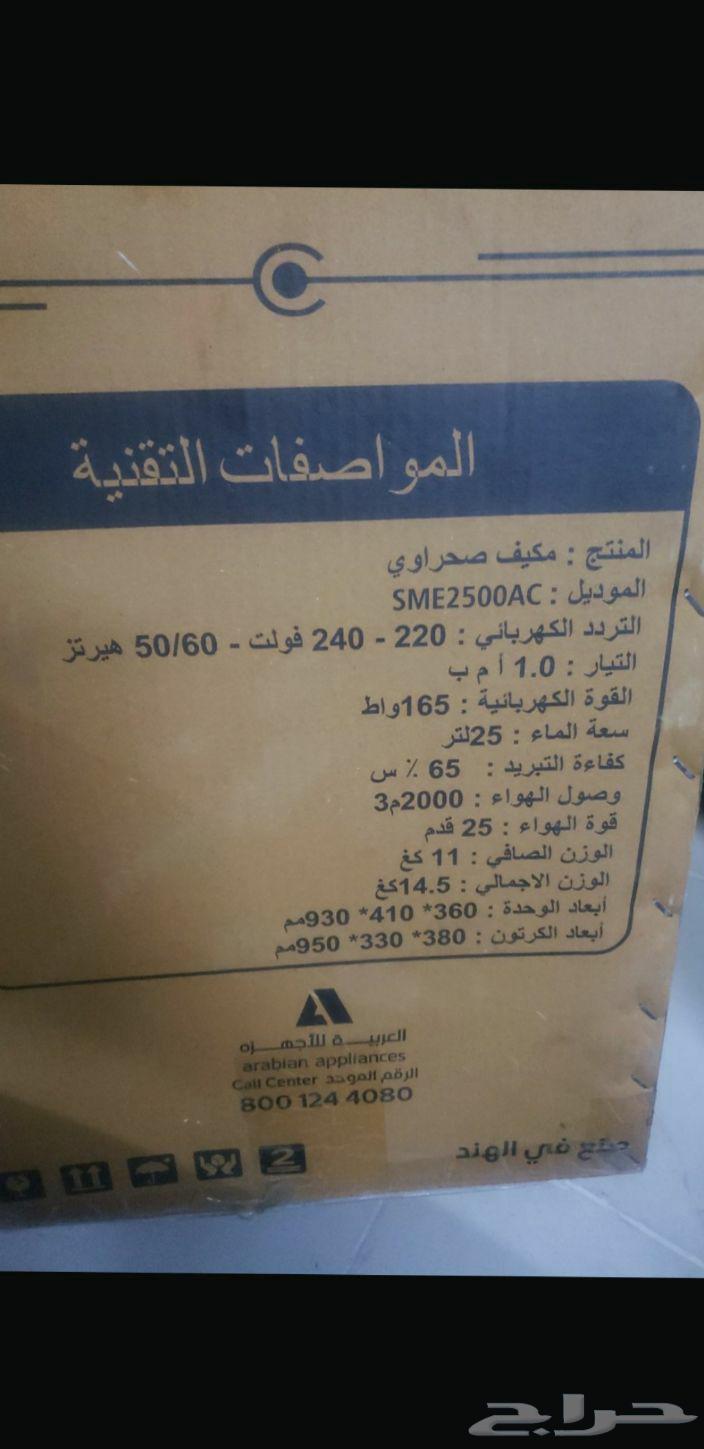 المواصفات التقنية
المنتج : مكيف صحراوي
الموديل : SME2500AC
التردد الكهربائي : 220 - 240 فولت - 50/60 هيرتز
التيار : 1.0 أ م ب
القوة الكهربائية : 165واط
سعة الماء : 25لتر
كفاءة التبريد : 65 ٪ س
وصول الهواء : 2000م3
قوة الهواء : 25 قدم
الوزن الصافي : 11 كغ
الوزن الاجمالي : 14.5كغ
أبعاد الوحدة : 360* 410* 930مم
أبعاد الكرتون : 380* 330* 950مم
العربية للأجهزه
arabian appliances
Call Center الرقم الموحد
800 124 4080
صنع في الهند
2
حراج